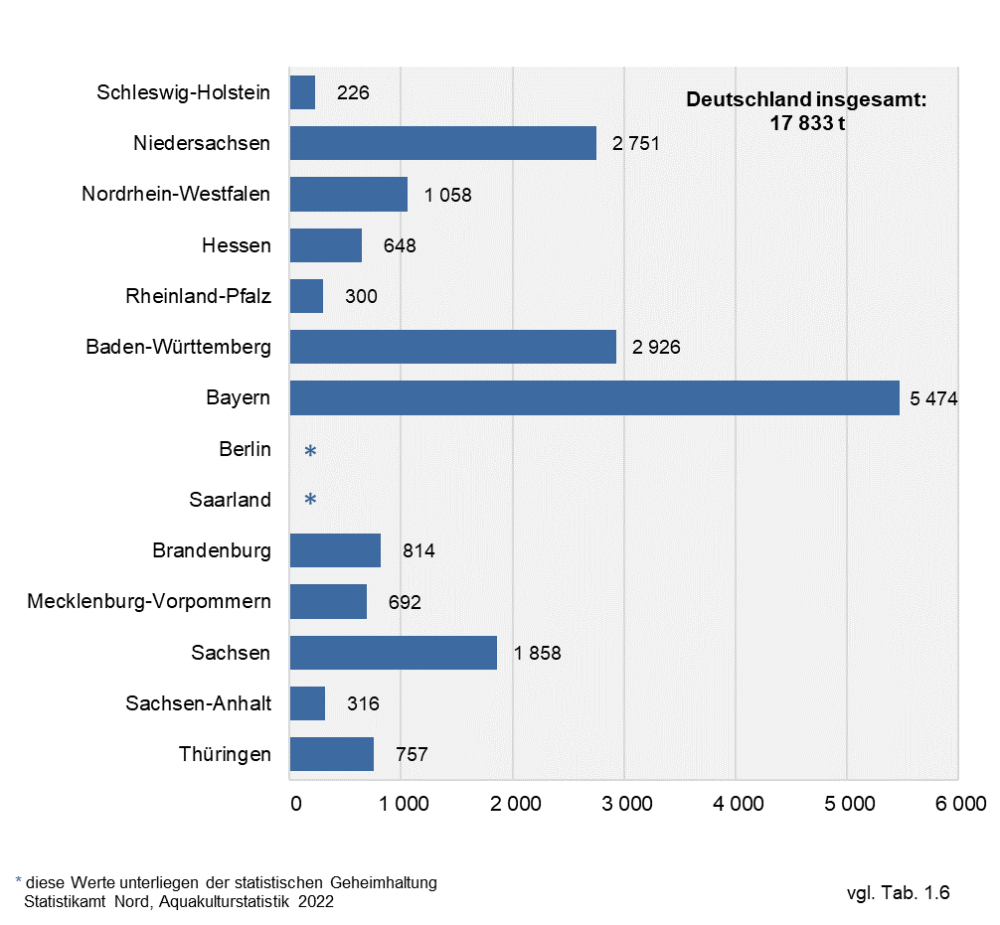 Deutschland insgesamt:
17 833 t
Schleswig-Holstein 226
Niedersachsen 2 751
Nordrhein-Westfalen 1 058
Hessen 648
Rheinland-Pfalz 300
Baden-Württemberg 2 926
Bayern 5 474
Berlin *
Saarland *
Brandenburg 814
Mecklenburg-Vorpommern 692
Sachsen 1 858
Sachsen-Anhalt 316
Thüringen 757
0 1 000 2 000 3 000 4 000 5 000 6 000
* diese Werte unterliegen der statistischen Geheimhaltung
Statistikamt Nord, Aquakulturstatistik 2022
vgl. Tab. 1.6